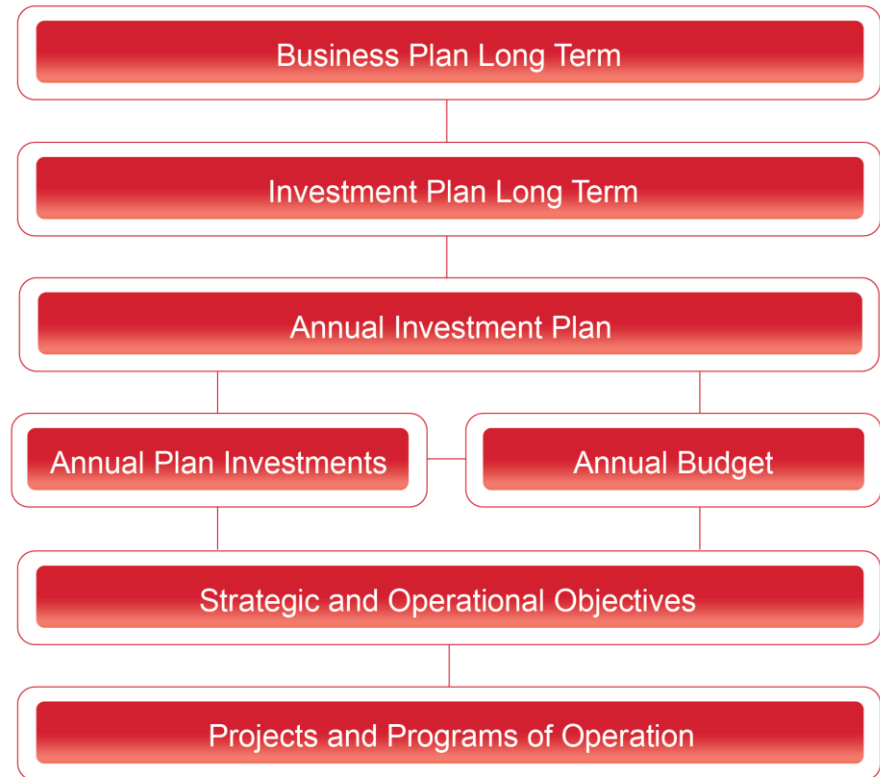 Business Plan Long Term
Investment Plan Long Term
Annual Investment Plan
Annual Plan Investments
Annual Budget
Strategic and Operational Objectives
Projects and Programs of Operation